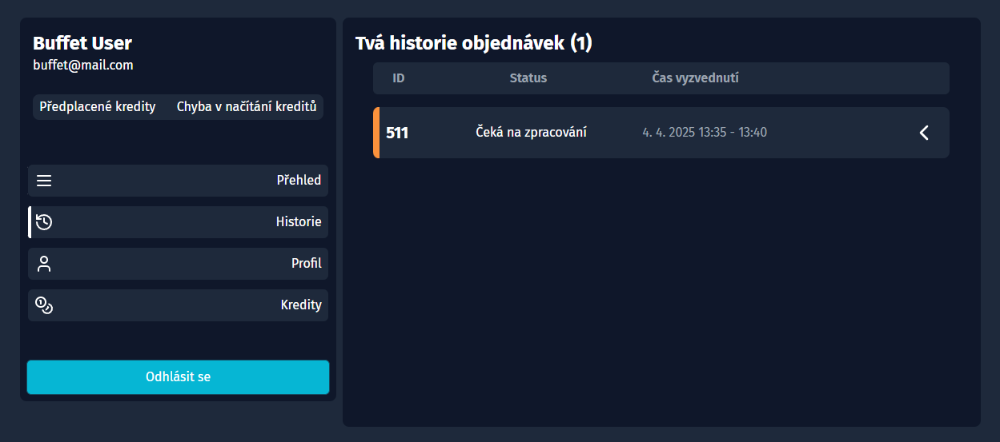 Buffet User
buffet@mail.com
Předplacené kredity Chyba v načítání kreditů
Přehled
Historie
Profil
Kredity
Odhlásit se
Tvá historie objednávek (1)
ID Status Čas vyzvednutí
511 Čeká na zpracování 4. 4. 2025 13:35 - 13:40